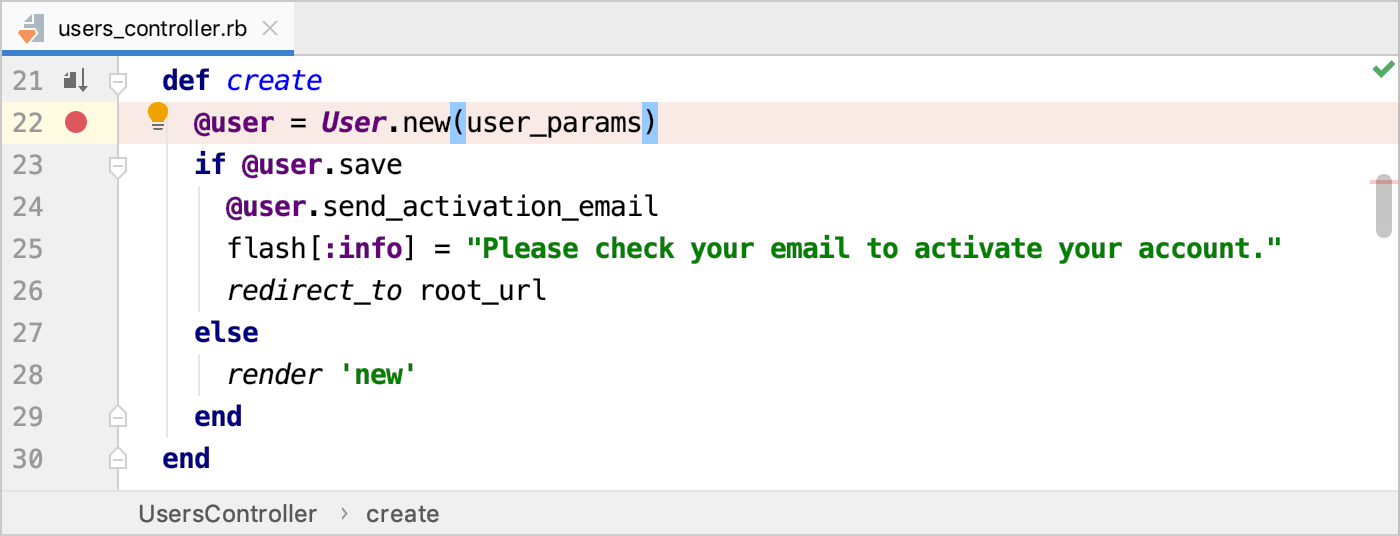 users_controller.rb
21 def create
22 @user = User.new(user_params)
23 if @user.save
24 @user.send_activation_email
25 flash[:info] = "Please check your email to activate your account."
26 redirect_to root_url
27 else
28 render 'new'
29 end
30 end
UsersController › create